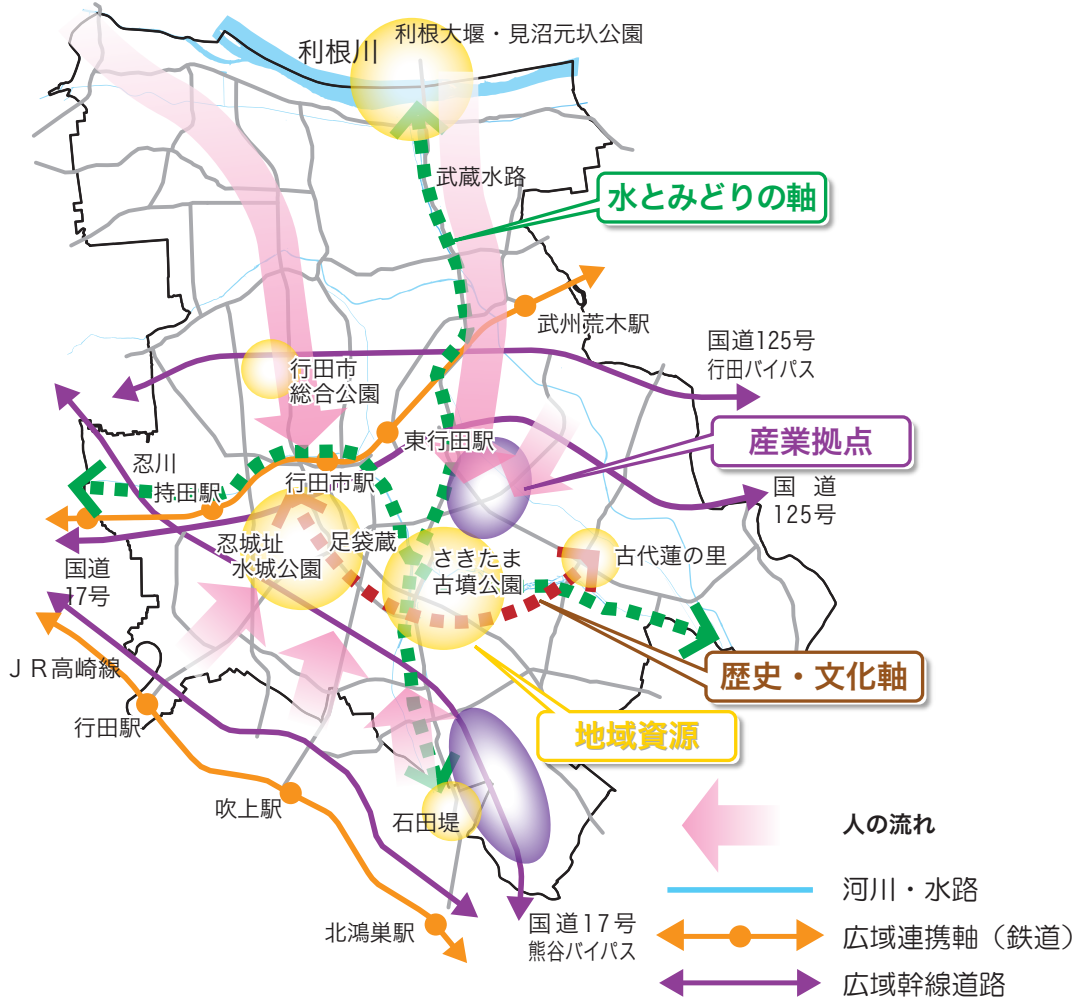 利根大堰・見沼元圦公園
利根川
武蔵水路
水とみどりの軸
武州荒木駅
国道125号
行田バイパス
行田市
総合公園
産業拠点
東行田駅
忍川
持田駅
行田市駅
国 道
125号
忍城址
水城公園
足袋蔵
さきたま
古墳公園
古代蓮の里
国道
17号
JR高崎線
歴史・文化軸
行田駅
地域資源
吹上駅
石田堤
人の流れ
河川・水路
北鴻巣駅
国道17号
熊谷バイパス
広域連携軸（鉄道）
広域幹線道路